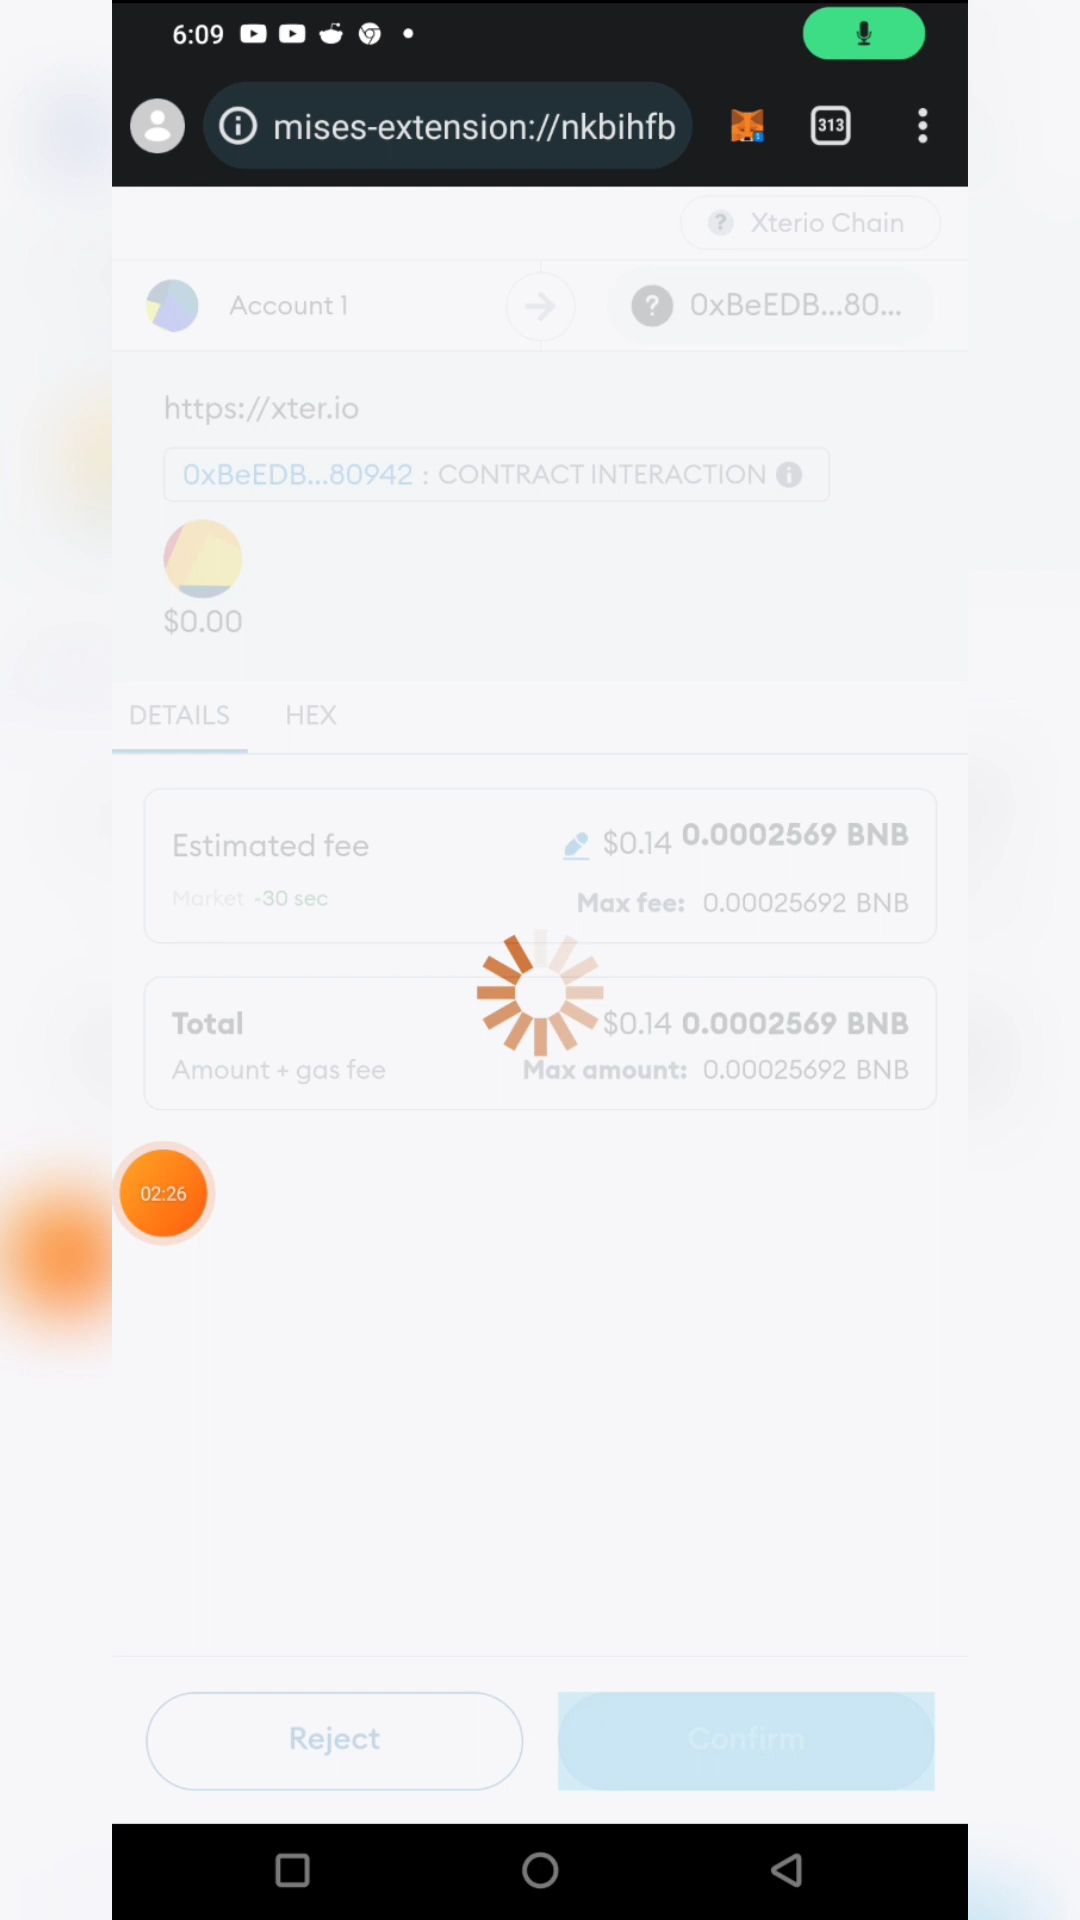 6:09
mises-extension://nkbihfb
313
Xterio Chain
Account 1
0xBeEDB...80...
https://xter.io
0xBeEDB...80942 : CONTRACT INTERACTION
$0.00
DETAILS HEX
Estimated fee $0.14 0.0002569 BNB
Market ~30 sec Max fee: 0.00025692 BNB
Total $0.14 0.0002569 BNB
Amount + gas fee Max amount: 0.00025692 BNB
02:26
Reject Confirm